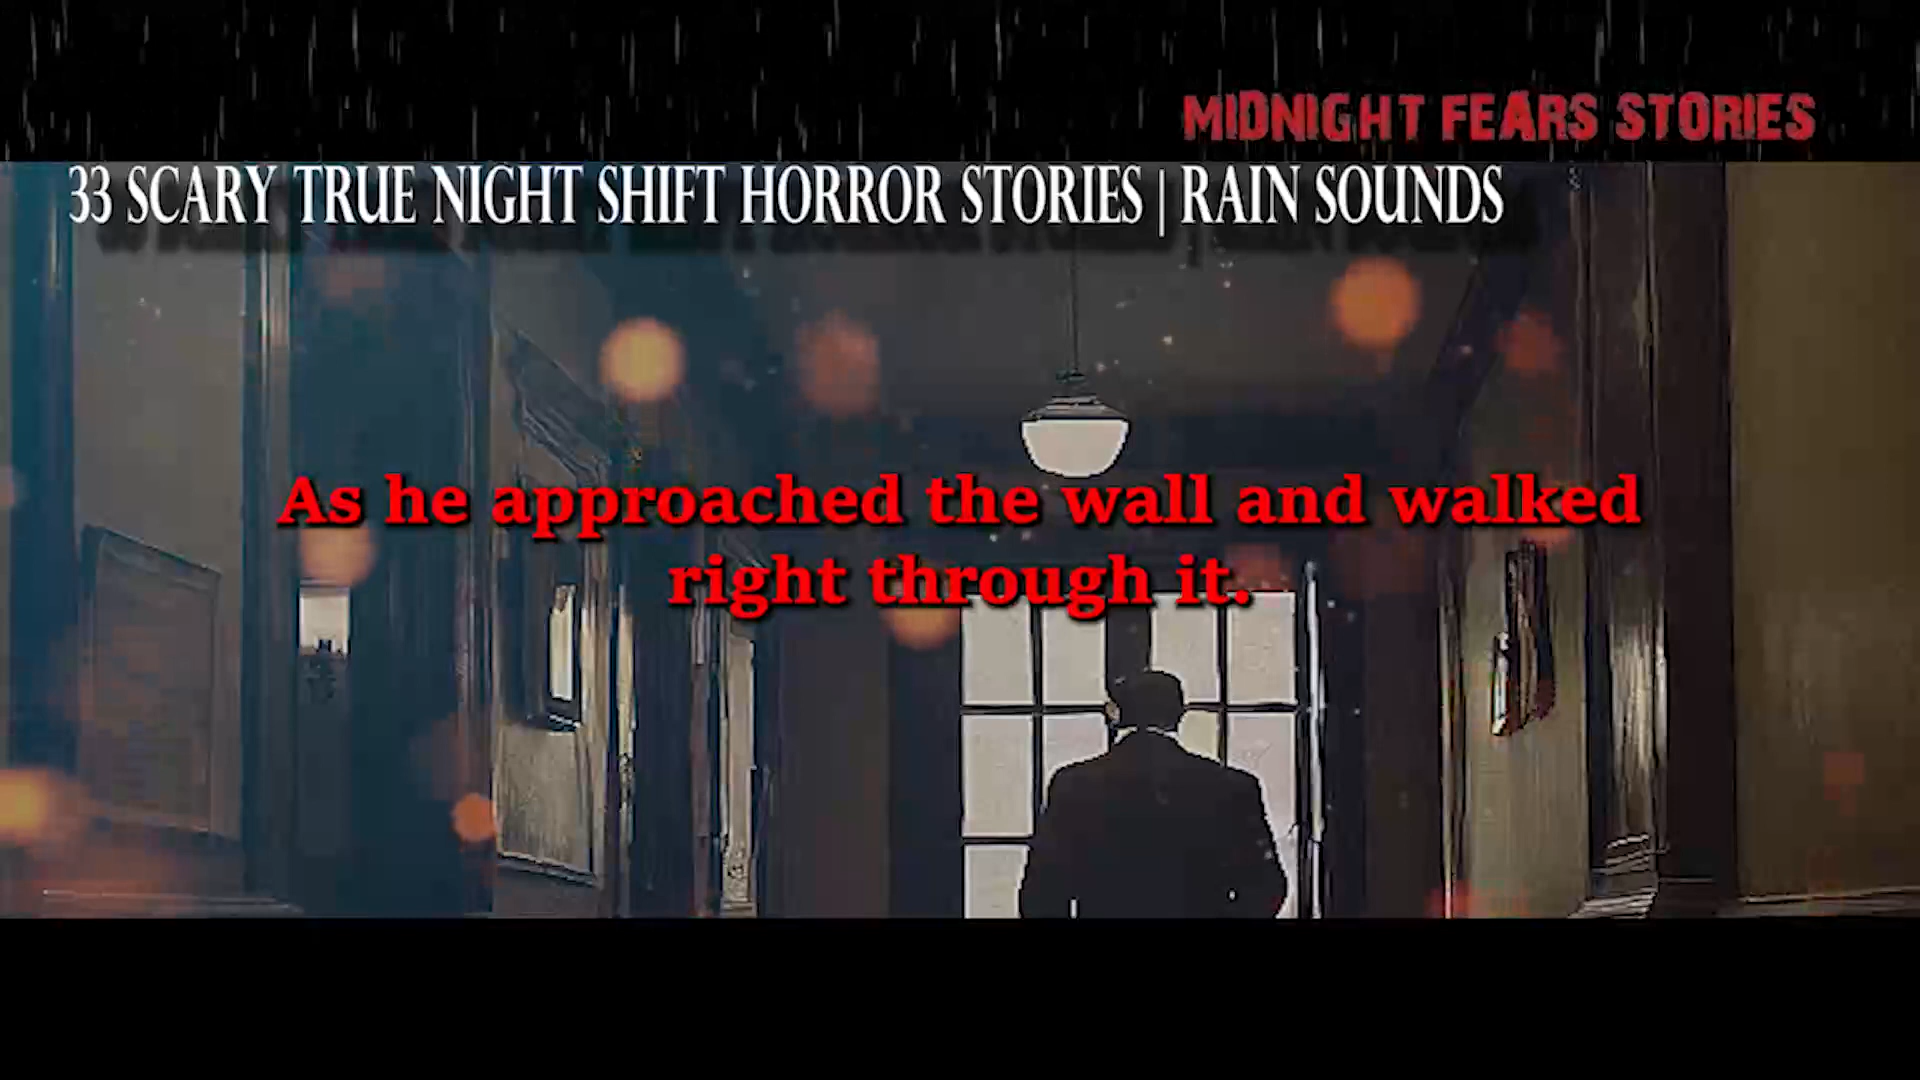 MIDNIGHT FEARS STORIES
33 SCARY TRUE NIGHT SHIFT HORROR STORIES | RAIN SOUNDS
As he approached the wall and walked
right through it.